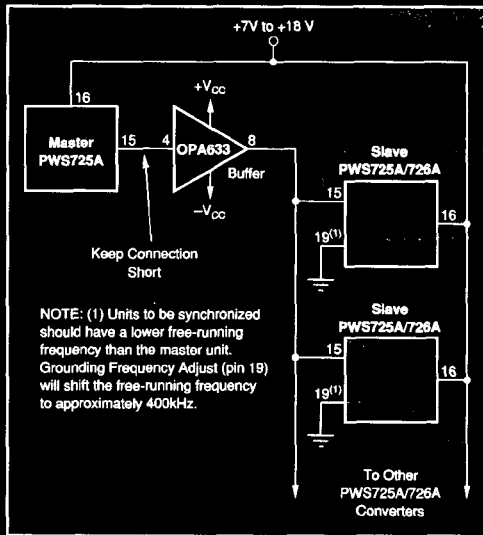 +7V to +18 V
16
Master
PWS725A
15
4
+VCC
OPA633
8
Buffer
−VCC
Keep Connection
Short
Slave
PWS725A/726A
15
16
19(1)
Slave
PWS725A/726A
15
16
19(1)
NOTE: (1) Units to be synchronized
should have a lower free-running
frequency than the master unit.
Grounding Frequency Adjust (pin 19)
will shift the free-running frequency
to approximately 400kHz.
To Other
PWS725A/726A
Converters